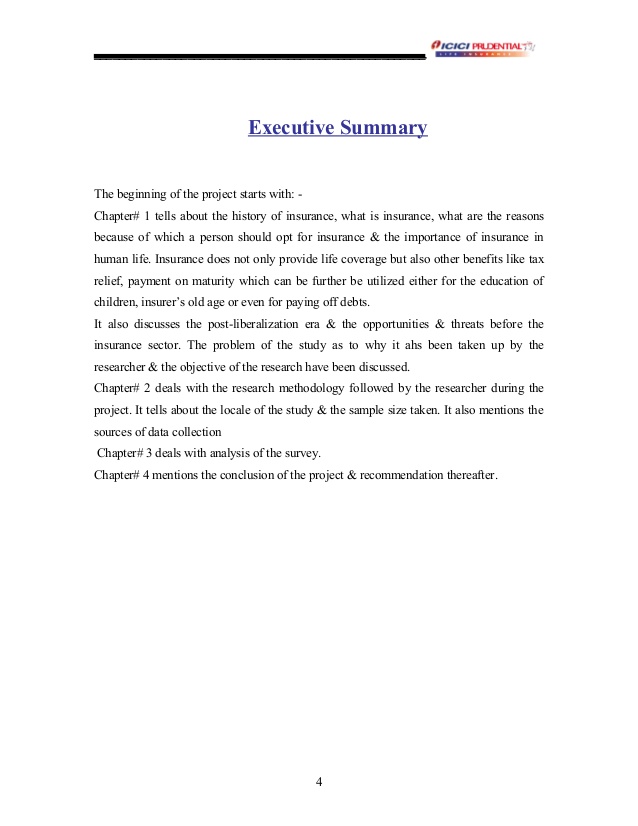 ICICI PRUDENTIAL
LIFE INSURANCE
Executive Summary
The beginning of the project starts with: -
Chapter# 1 tells about the history of insurance, what is insurance, what are the reasons
because of which a person should opt for insurance & the importance of insurance in
human life. Insurance does not only provide life coverage but also other benefits like tax
relief, payment on maturity which can be further be utilized either for the education of
children, insurer's old age or even for paying off debts.
It also discusses the post-liberalization era & the opportunities & threats before the
insurance sector. The problem of the study as to why it ahs been taken up by the
researcher & the objective of the research have been discussed.
Chapter# 2 deals with the research methodology followed by the researcher during the
project. It tells about the locale of the study & the sample size taken. It also mentions the
sources of data collection
Chapter# 3 deals with analysis of the survey.
Chapter# 4 mentions the conclusion of the project & recommendation thereafter.
4